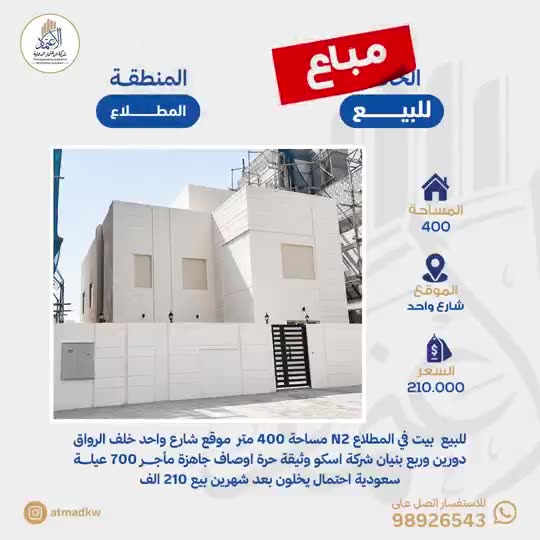 الاعتماد
مباع
المنطقة
المطلاع
للبيع
المساحة
400
الموقع
شارع واحد
السعر
210.000
للبيع بيت في المطلاع N2 مساحة 400 متر موقع شارع واحد خلف الرواق
دورين وربع بنيان شركة اسكو وثيقة حرة اوصاف جاهزة مأجر 700 عيلة
سعودية احتمال يخلون بعد شهرين بيع 210 الف
atmadkw
للاستفسار اتصل على
98926543